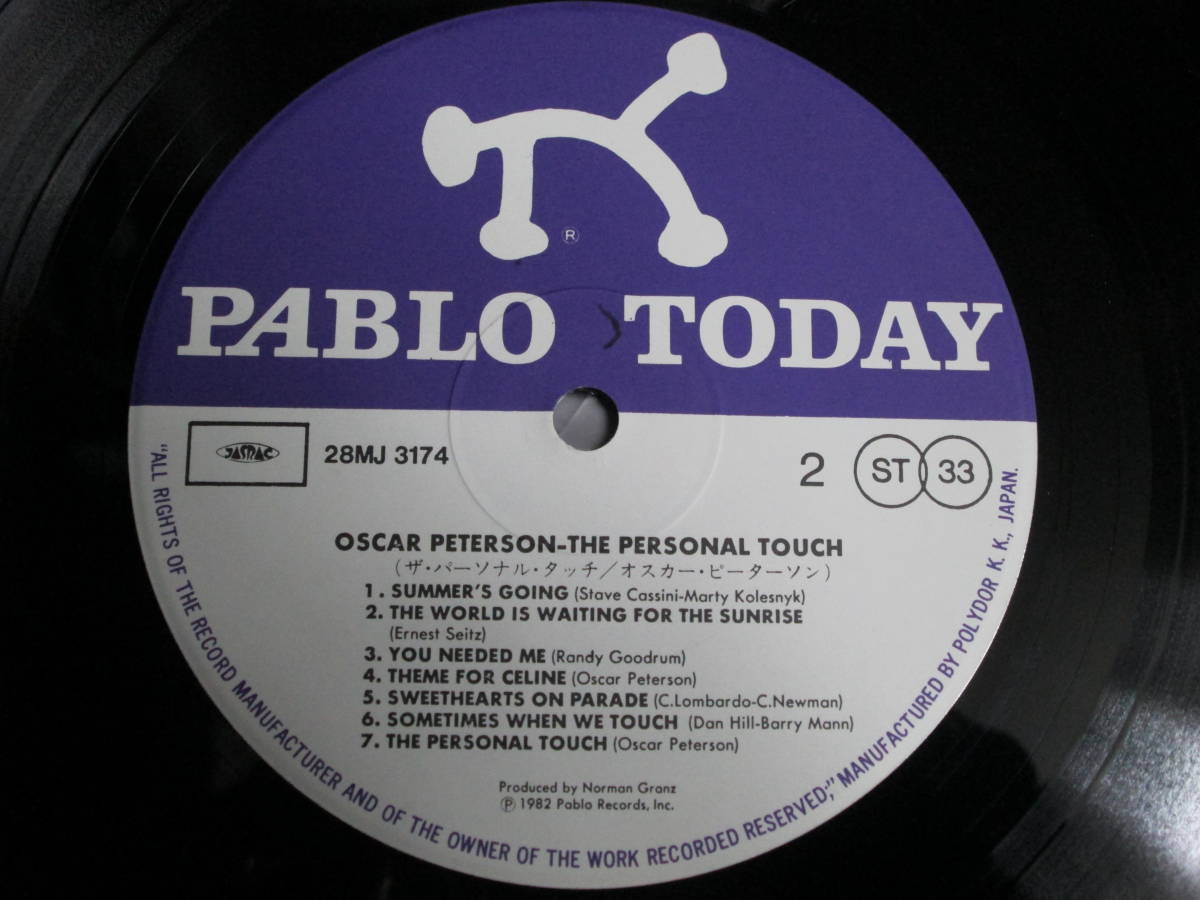 ®
PABLO TODAY
JASRAC
28MJ 3174
2 ST 33
OSCAR PETERSON-THE PERSONAL TOUCH
(ザ・パーソナル・タッチ/オスカー・ピーターソン)
1. SUMMER'S GOING (Stave Cassini-Marty Kolesnyk)
2. THE WORLD IS WAITING FOR THE SUNRISE
(Ernest Seitz)
3. YOU NEEDED ME (Randy Goodrum)
4. THEME FOR CELINE (Oscar Peterson)
5. SWEETHEARTS ON PARADE (C.Lombardo-C.Newman)
6. SOMETIMES WHEN WE TOUCH (Dan Hill-Barry Mann)
7. THE PERSONAL TOUCH (Oscar Peterson)
Produced by Norman Granz
Ⓟ 1982 Pablo Records, Inc.
"ALL RIGHTS OF THE RECORD MANUFACTURER AND OF THE OWNER OF THE WORK RECORDED RESERVED;" MANUFACTURED BY POLYDOR K. K., JAPAN.